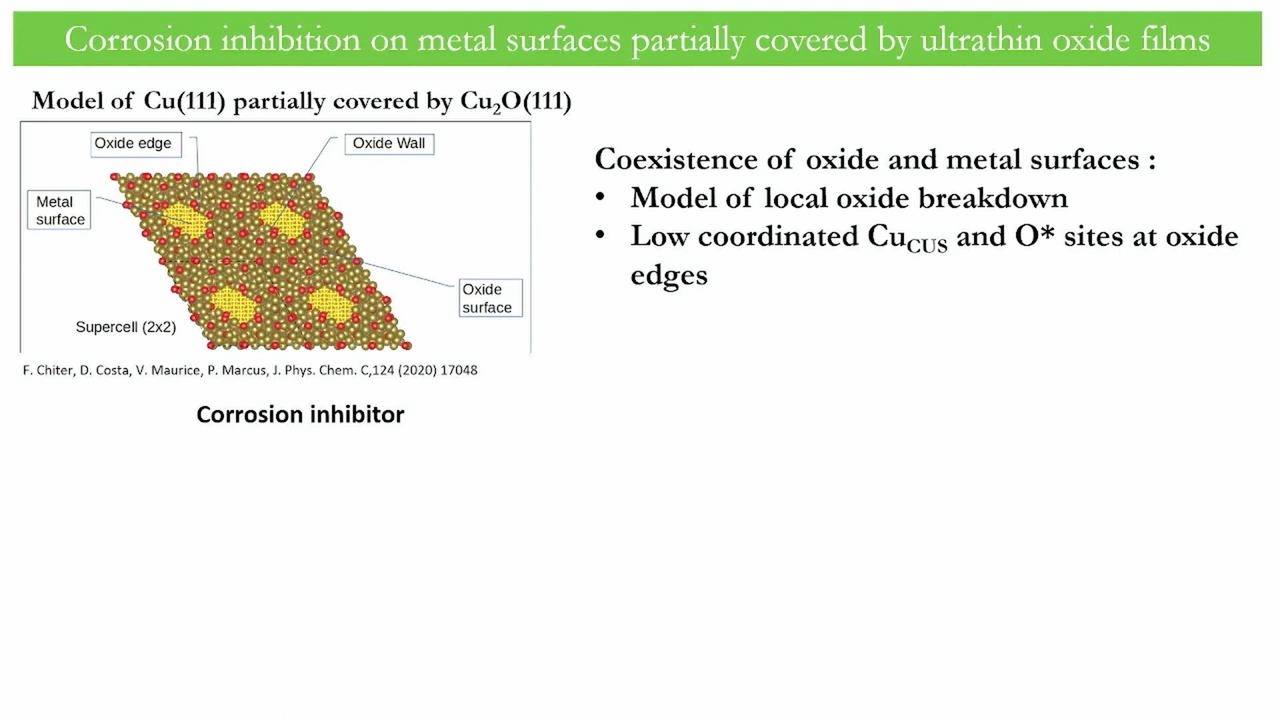 Corrosion inhibition on metal surfaces partially covered by ultrathin oxide films
Model of Cu(111) partially covered by Cu₂O(111)
Oxide edge
Oxide Wall
Metal
surface
Oxide
surface
Supercell (2x2)
F. Chiter, D. Costa, V. Maurice, P. Marcus, J. Phys. Chem. C,124 (2020) 17048
Corrosion inhibitor
Coexistence of oxide and metal surfaces :
• Model of local oxide breakdown
• Low coordinated CuCUS and O* sites at oxide
edges